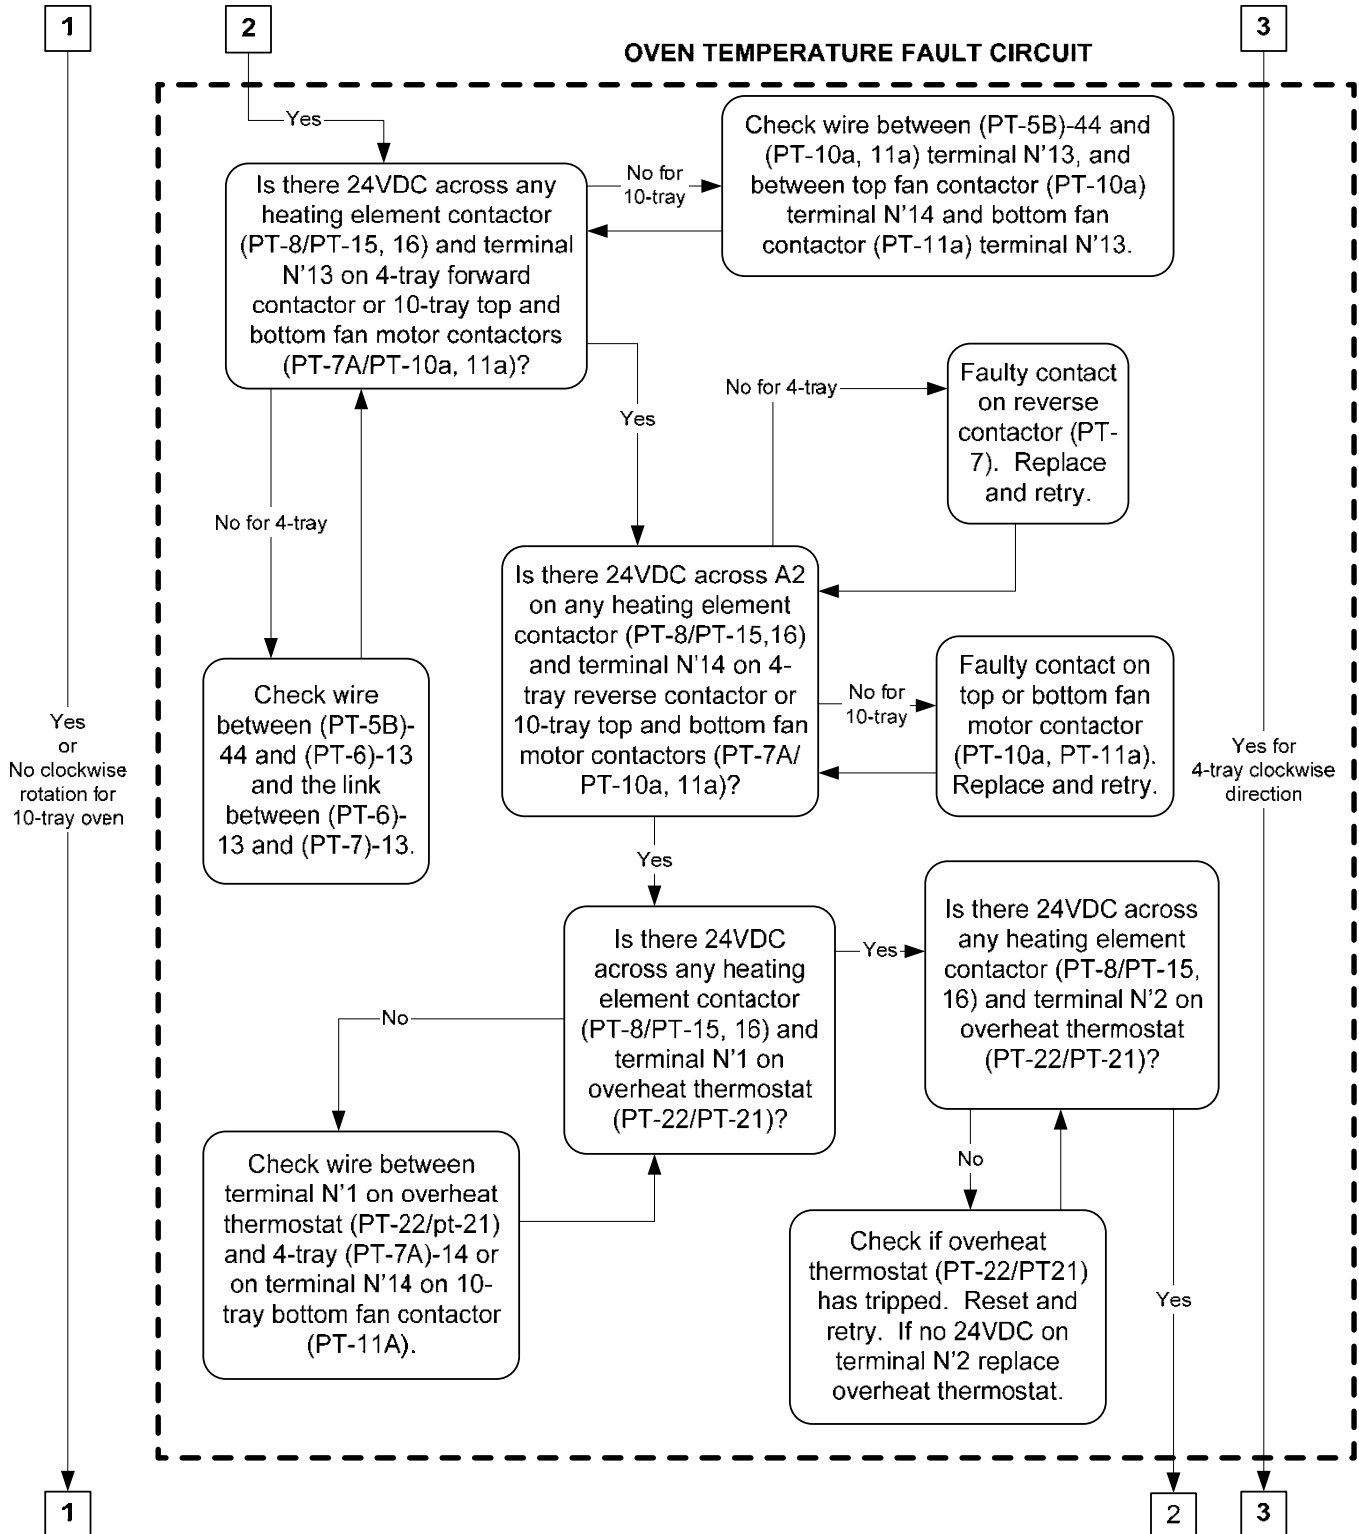 1
2
3
OVEN TEMPERATURE FAULT CIRCUIT
Yes
Is there 24VDC across any
heating element contactor
(PT-8/PT-15, 16) and terminal
N'13 on 4-tray forward
contactor or 10-tray top and
bottom fan motor contactors
(PT-7A/PT-10a, 11a)?
No for
10-tray
Check wire between (PT-5B)-44 and
(PT-10a, 11a) terminal N'13, and
between top fan contactor (PT-10a)
terminal N'14 and bottom fan
contactor (PT-11a) terminal N'13.
Yes
No for 4-tray
Faulty contact
on reverse
contactor (PT-
7). Replace
and retry.
No for 4-tray
Is there 24VDC across A2
on any heating element
contactor (PT-8/PT-15,16)
and terminal N'14 on 4-
tray reverse contactor or
10-tray top and bottom fan
motor contactors (PT-7A/
PT-10a, 11a)?
No for
10-tray
Faulty contact on
top or bottom fan
motor contactor
(PT-10a, PT-11a).
Replace and retry.
Check wire
between (PT-5B)-
44 and (PT-6)-13
and the link
between (PT-6)-
13 and (PT-7)-13.
Yes
or
No clockwise
rotation for
10-tray oven
Yes for
4-tray clockwise
direction
Yes
Is there 24VDC
across any heating
element contactor
(PT-8/PT-15, 16) and
terminal N'1 on
overheat thermostat
(PT-22/PT-21)?
Yes
Is there 24VDC across
any heating element
contactor (PT-8/PT-15,
16) and terminal N'2 on
overheat thermostat
(PT-22/PT-21)?
No
Check wire between
terminal N'1 on overheat
thermostat (PT-22/pt-21)
and 4-tray (PT-7A)-14 or
on terminal N'14 on 10-
tray bottom fan contactor
(PT-11A).
No
Check if overheat
thermostat (PT-22/PT21)
has tripped. Reset and
retry. If no 24VDC on
terminal N'2 replace
overheat thermostat.
Yes
1
2
3